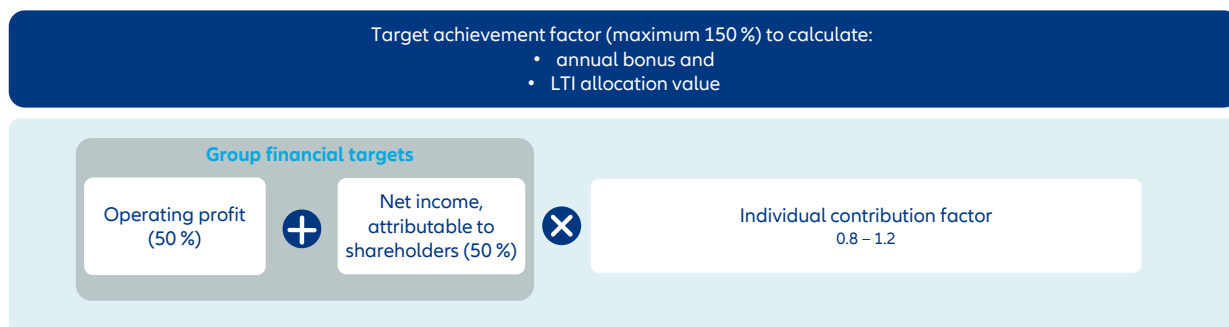 Target achievement factor (maximum 150 %) to calculate:
• annual bonus and
• LTI allocation value
Group financial targets
Operating profit
(50 %)
+
Net income,
attributable to
shareholders (50 %)
×
Individual contribution factor
0.8 – 1.2